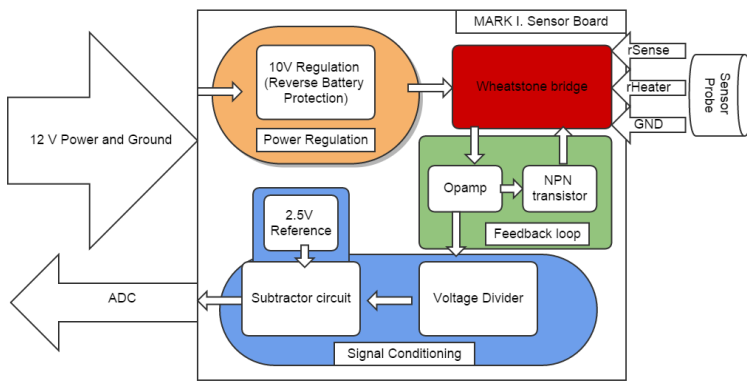 MARK I. Sensor Board
10V Regulation
(Reverse Battery
Protection)
Power Regulation
Wheatstone bridge
rSense
rHeater
GND
Sensor
Probe
12 V Power and Ground
Opamp
NPN
transistor
Feedback loop
2.5V
Reference
ADC
Subtractor circuit
Voltage Divider
Signal Conditioning